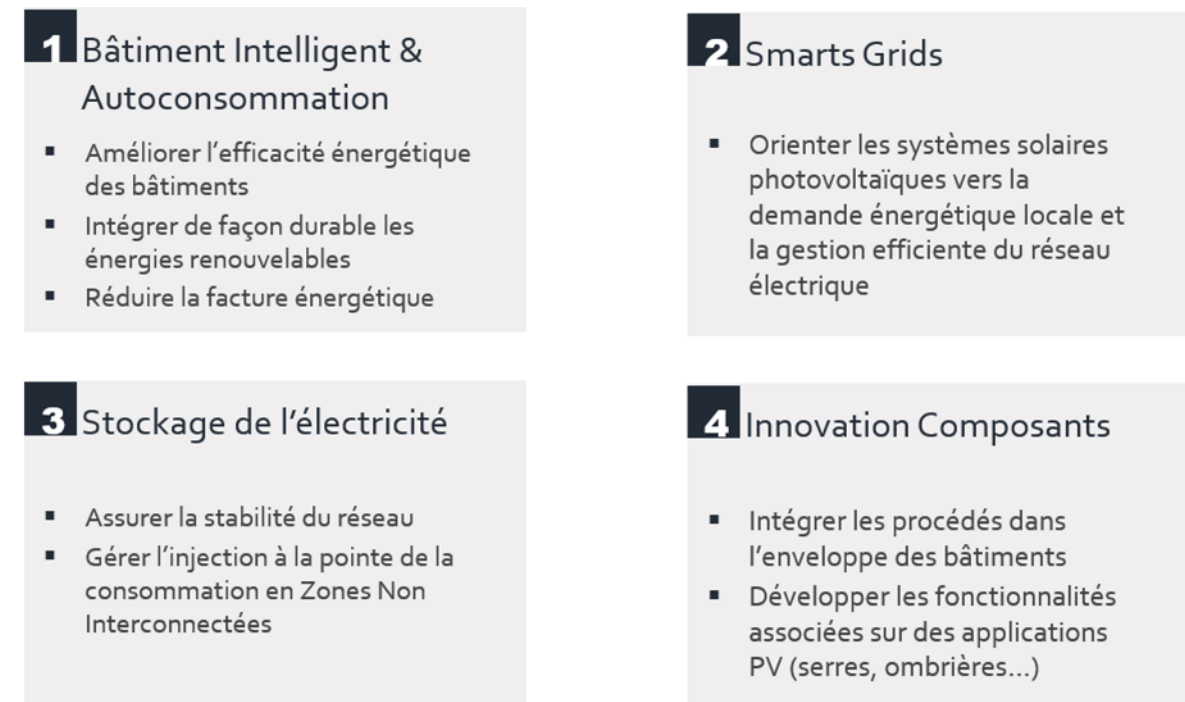 1 Bâtiment Intelligent &
Autoconsommation
▪ Améliorer l’efficacité énergétique
des bâtiments
▪ Intégrer de façon durable les
énergies renouvelables
▪ Réduire la facture énergétique
2 Smarts Grids
▪ Orienter les systèmes solaires
photovoltaïques vers la
demande énergétique locale et
la gestion efficiente du réseau
électrique
3 Stockage de l’électricité
▪ Assurer la stabilité du réseau
▪ Gérer l’injection à la pointe de la
consommation en Zones Non
Interconnectées
4 Innovation Composants
▪ Intégrer les procédés dans
l’enveloppe des bâtiments
▪ Développer les fonctionnalités
associées sur des applications
PV (serres, ombrières…)